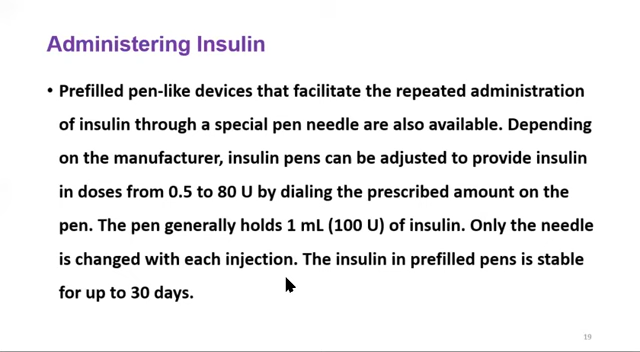 Administering Insulin
• Prefilled pen-like devices that facilitate the repeated administration
of insulin through a special pen needle are also available. Depending
on the manufacturer, insulin pens can be adjusted to provide insulin
in doses from 0.5 to 80 U by dialing the prescribed amount on the
pen. The pen generally holds 1 mL (100 U) of insulin. Only the needle
is changed with each injection. The insulin in prefilled pens is stable
for up to 30 days.
19